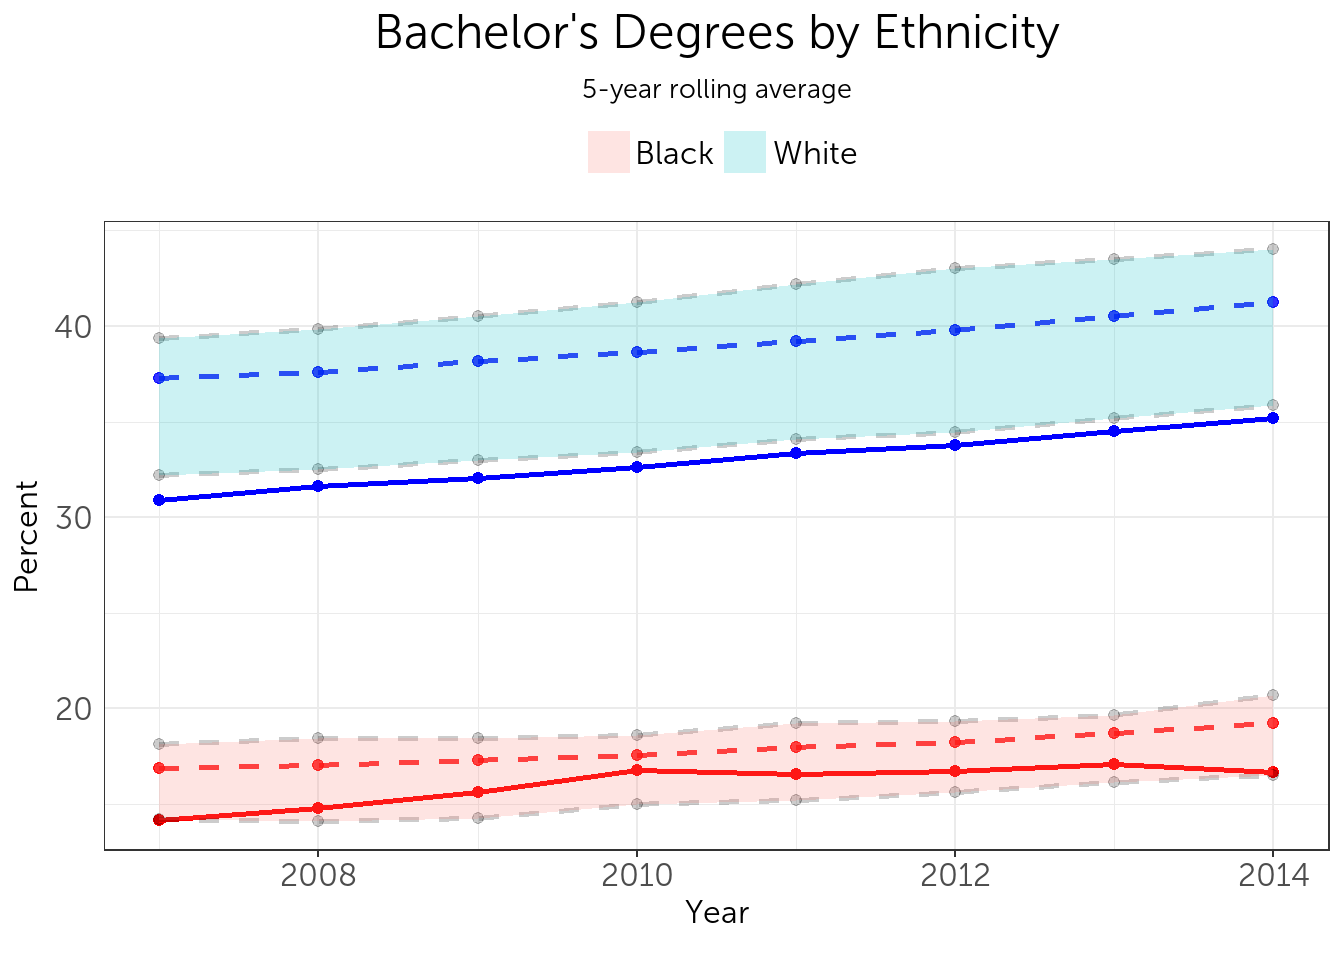 Bachelor's Degrees by Ethnicity
5-year rolling average
Black White
40
30
20
Percent
2008 2010 2012 2014
Year